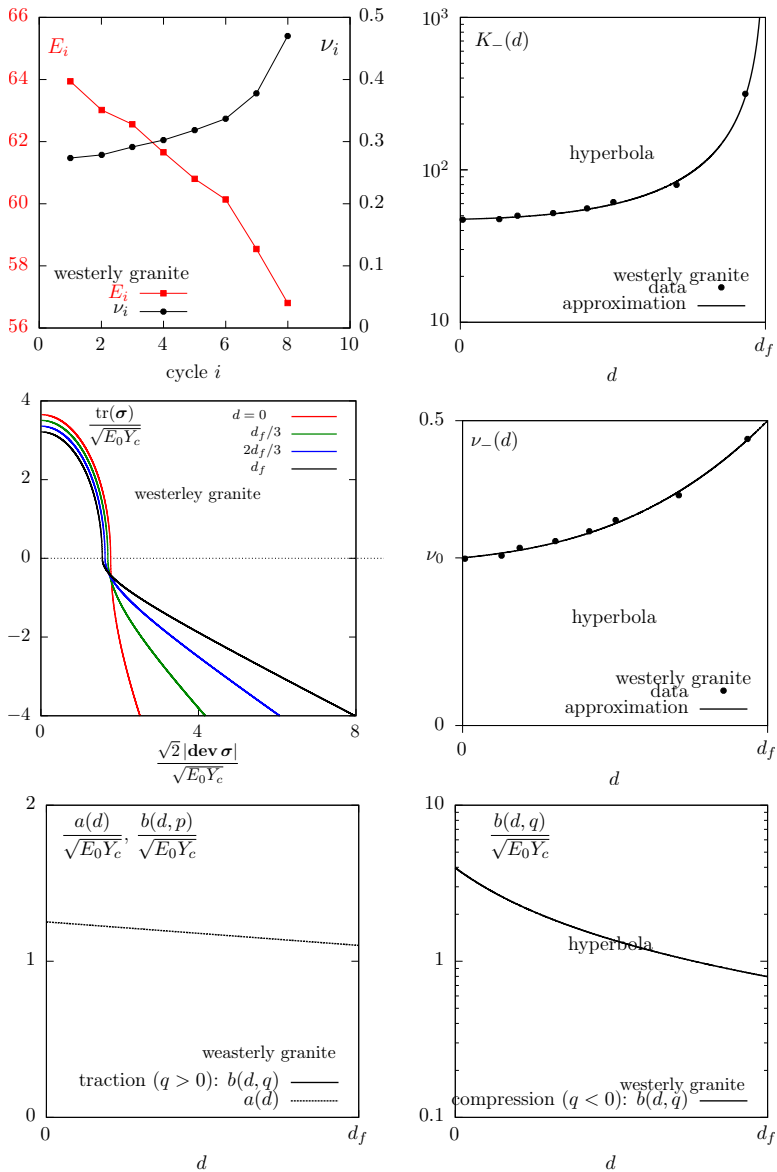 66
64
62
60
58
57
56
E_i
ν_i
0.5
0.4
0.3
0.2
0.1
0
westerly granite
E_i
ν_i
0 2 4 6 8 10
cycle i
10^3
10^2
10
K_−(d)
hyperbola
westerly granite
data
approximation
0 d_f
d
4
2
0
−2
−4
tr(σ)
√E_0Y_c
d = 0
d_f/3
2d_f/3
d_f
westerley granite
0 4 8
√2 |dev σ|
√E_0Y_c
0.5
ν_0
0
ν_−(d)
hyperbola
westerly granite
data
approximation
0 d_f
d
2
1
0
a(d) , b(d, p)
√E_0Y_c √E_0Y_c
weasterly granite
traction (q > 0): b(d, q)
a(d)
0 d_f
d
10
1
0.1
b(d, q)
√E_0Y_c
hyperbola
westerly granite
compression (q < 0): b(d, q)
0 d_f
d